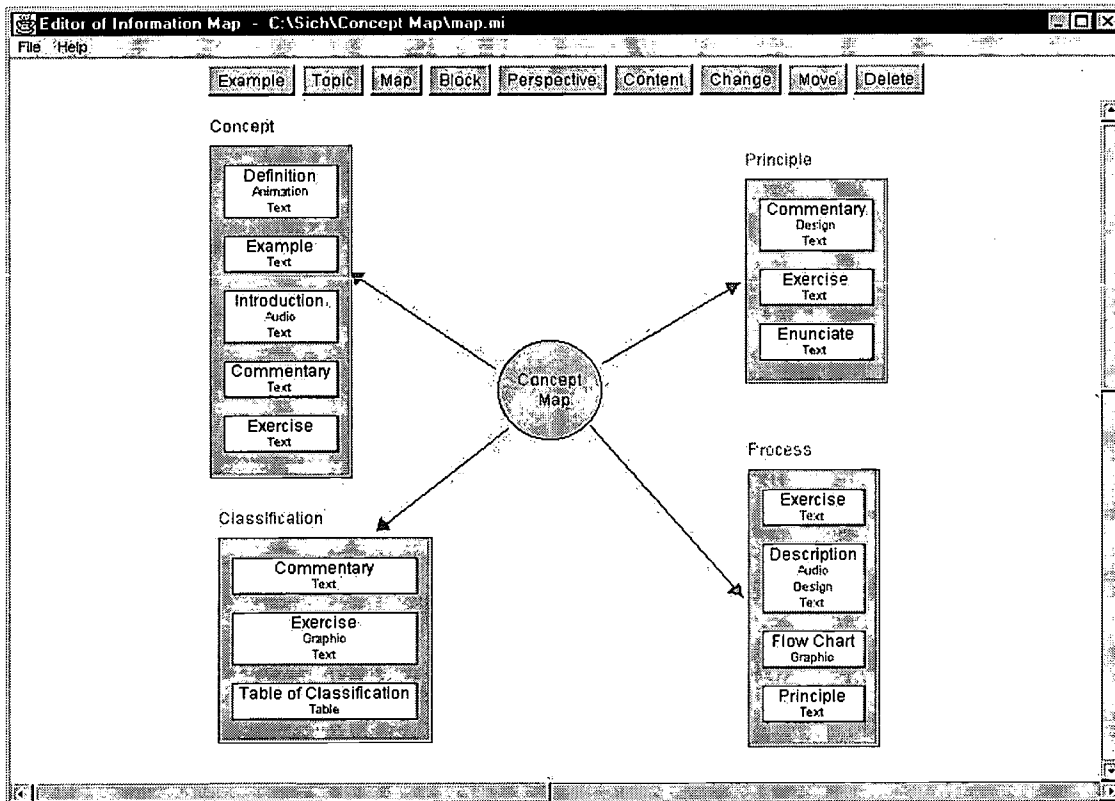 Editor of Information Map - C:\Sich\Concept Map\map.mi
File Help
Example Topic Map Block Perspective Content Change Move Delete
Concept
Definition
Animation
Text
Example
Text
Introduction
Audio
Text
Commentary
Text
Exercise
Text
Principle
Commentary
Design
Text
Exercise
Text
Enunciate
Text
Concept
Map
Classification
Commentary
Text
Exercise
Graphic
Text
Table of Classification
Table
Process
Exercise
Text
Description
Audio
Design
Text
Flow Chart
Graphic
Principle
Text